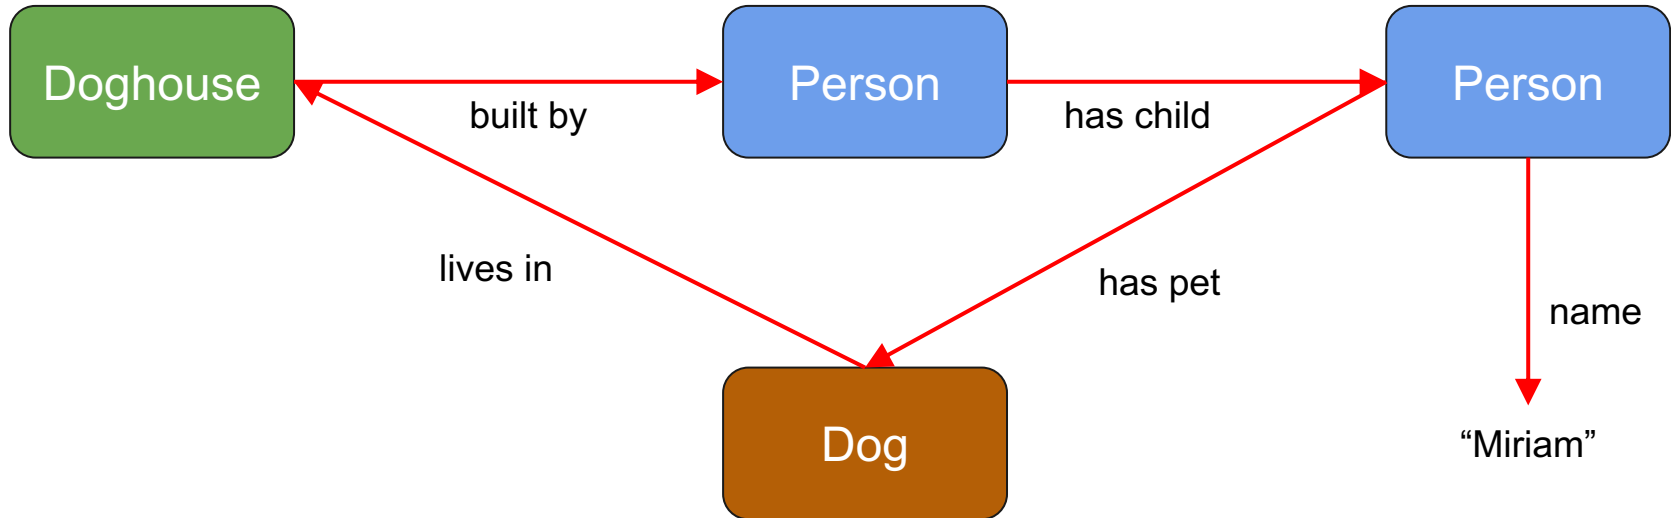 Doghouse
built by
Person
has child
Person
lives in
has pet
name
Dog
“Miriam”